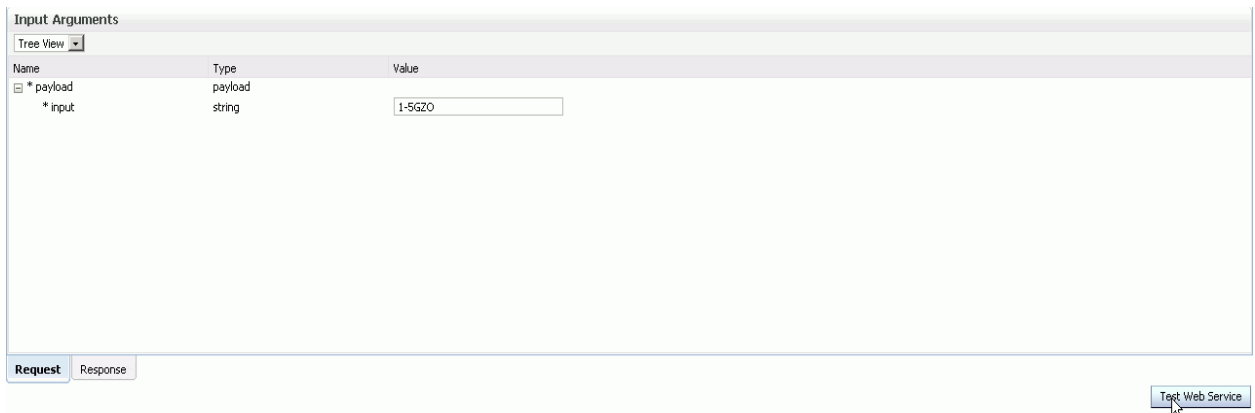 Input Arguments
Tree View
Name Type Value
* payload payload
* input string 1-5GZO
Request Response
Test Web Service